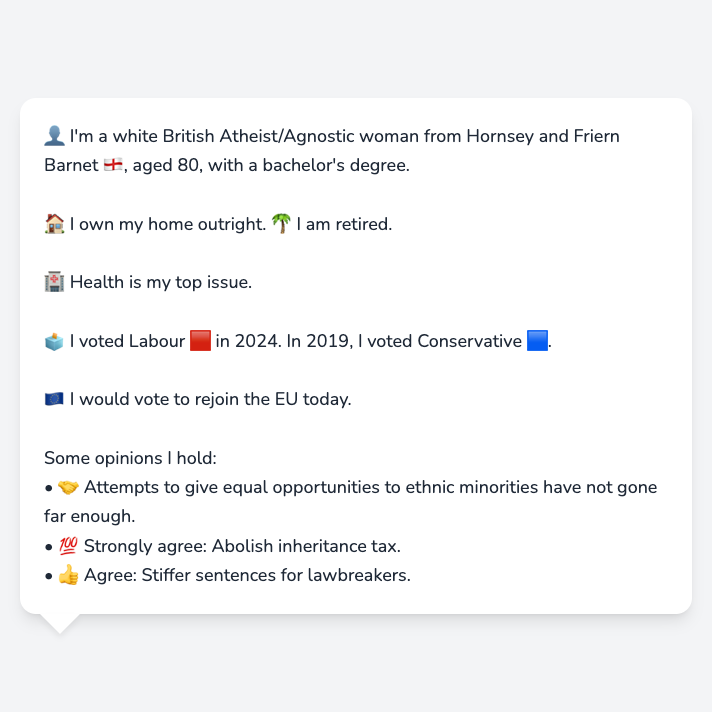 👤 I'm a white British Atheist/Agnostic woman from Hornsey and Friern
Barnet 🏴󠁧󠁢󠁥󠁮󠁧󠁿, aged 80, with a bachelor's degree.
🏠 I own my home outright. 🌴 I am retired.
🏥 Health is my top issue.
🗳️ I voted Labour 🟥 in 2024. In 2019, I voted Conservative 🟦.
🇪🇺 I would vote to rejoin the EU today.
Some opinions I hold:
• 🤝 Attempts to give equal opportunities to ethnic minorities have not gone
far enough.
• 💯 Strongly agree: Abolish inheritance tax.
• 👍 Agree: Stiffer sentences for lawbreakers.